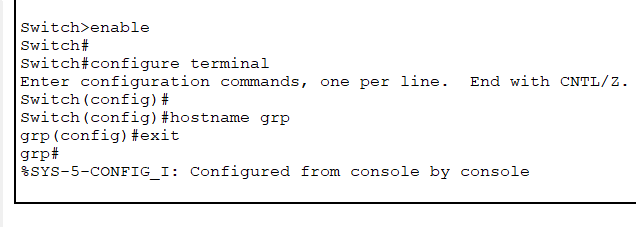 Switch>enable
Switch#
Switch#configure terminal
Enter configuration commands, one per line.  End with CNTL/Z.
Switch(config)#
Switch(config)#hostname grp
grp(config)#exit
grp#
%SYS-5-CONFIG_I: Configured from console by console